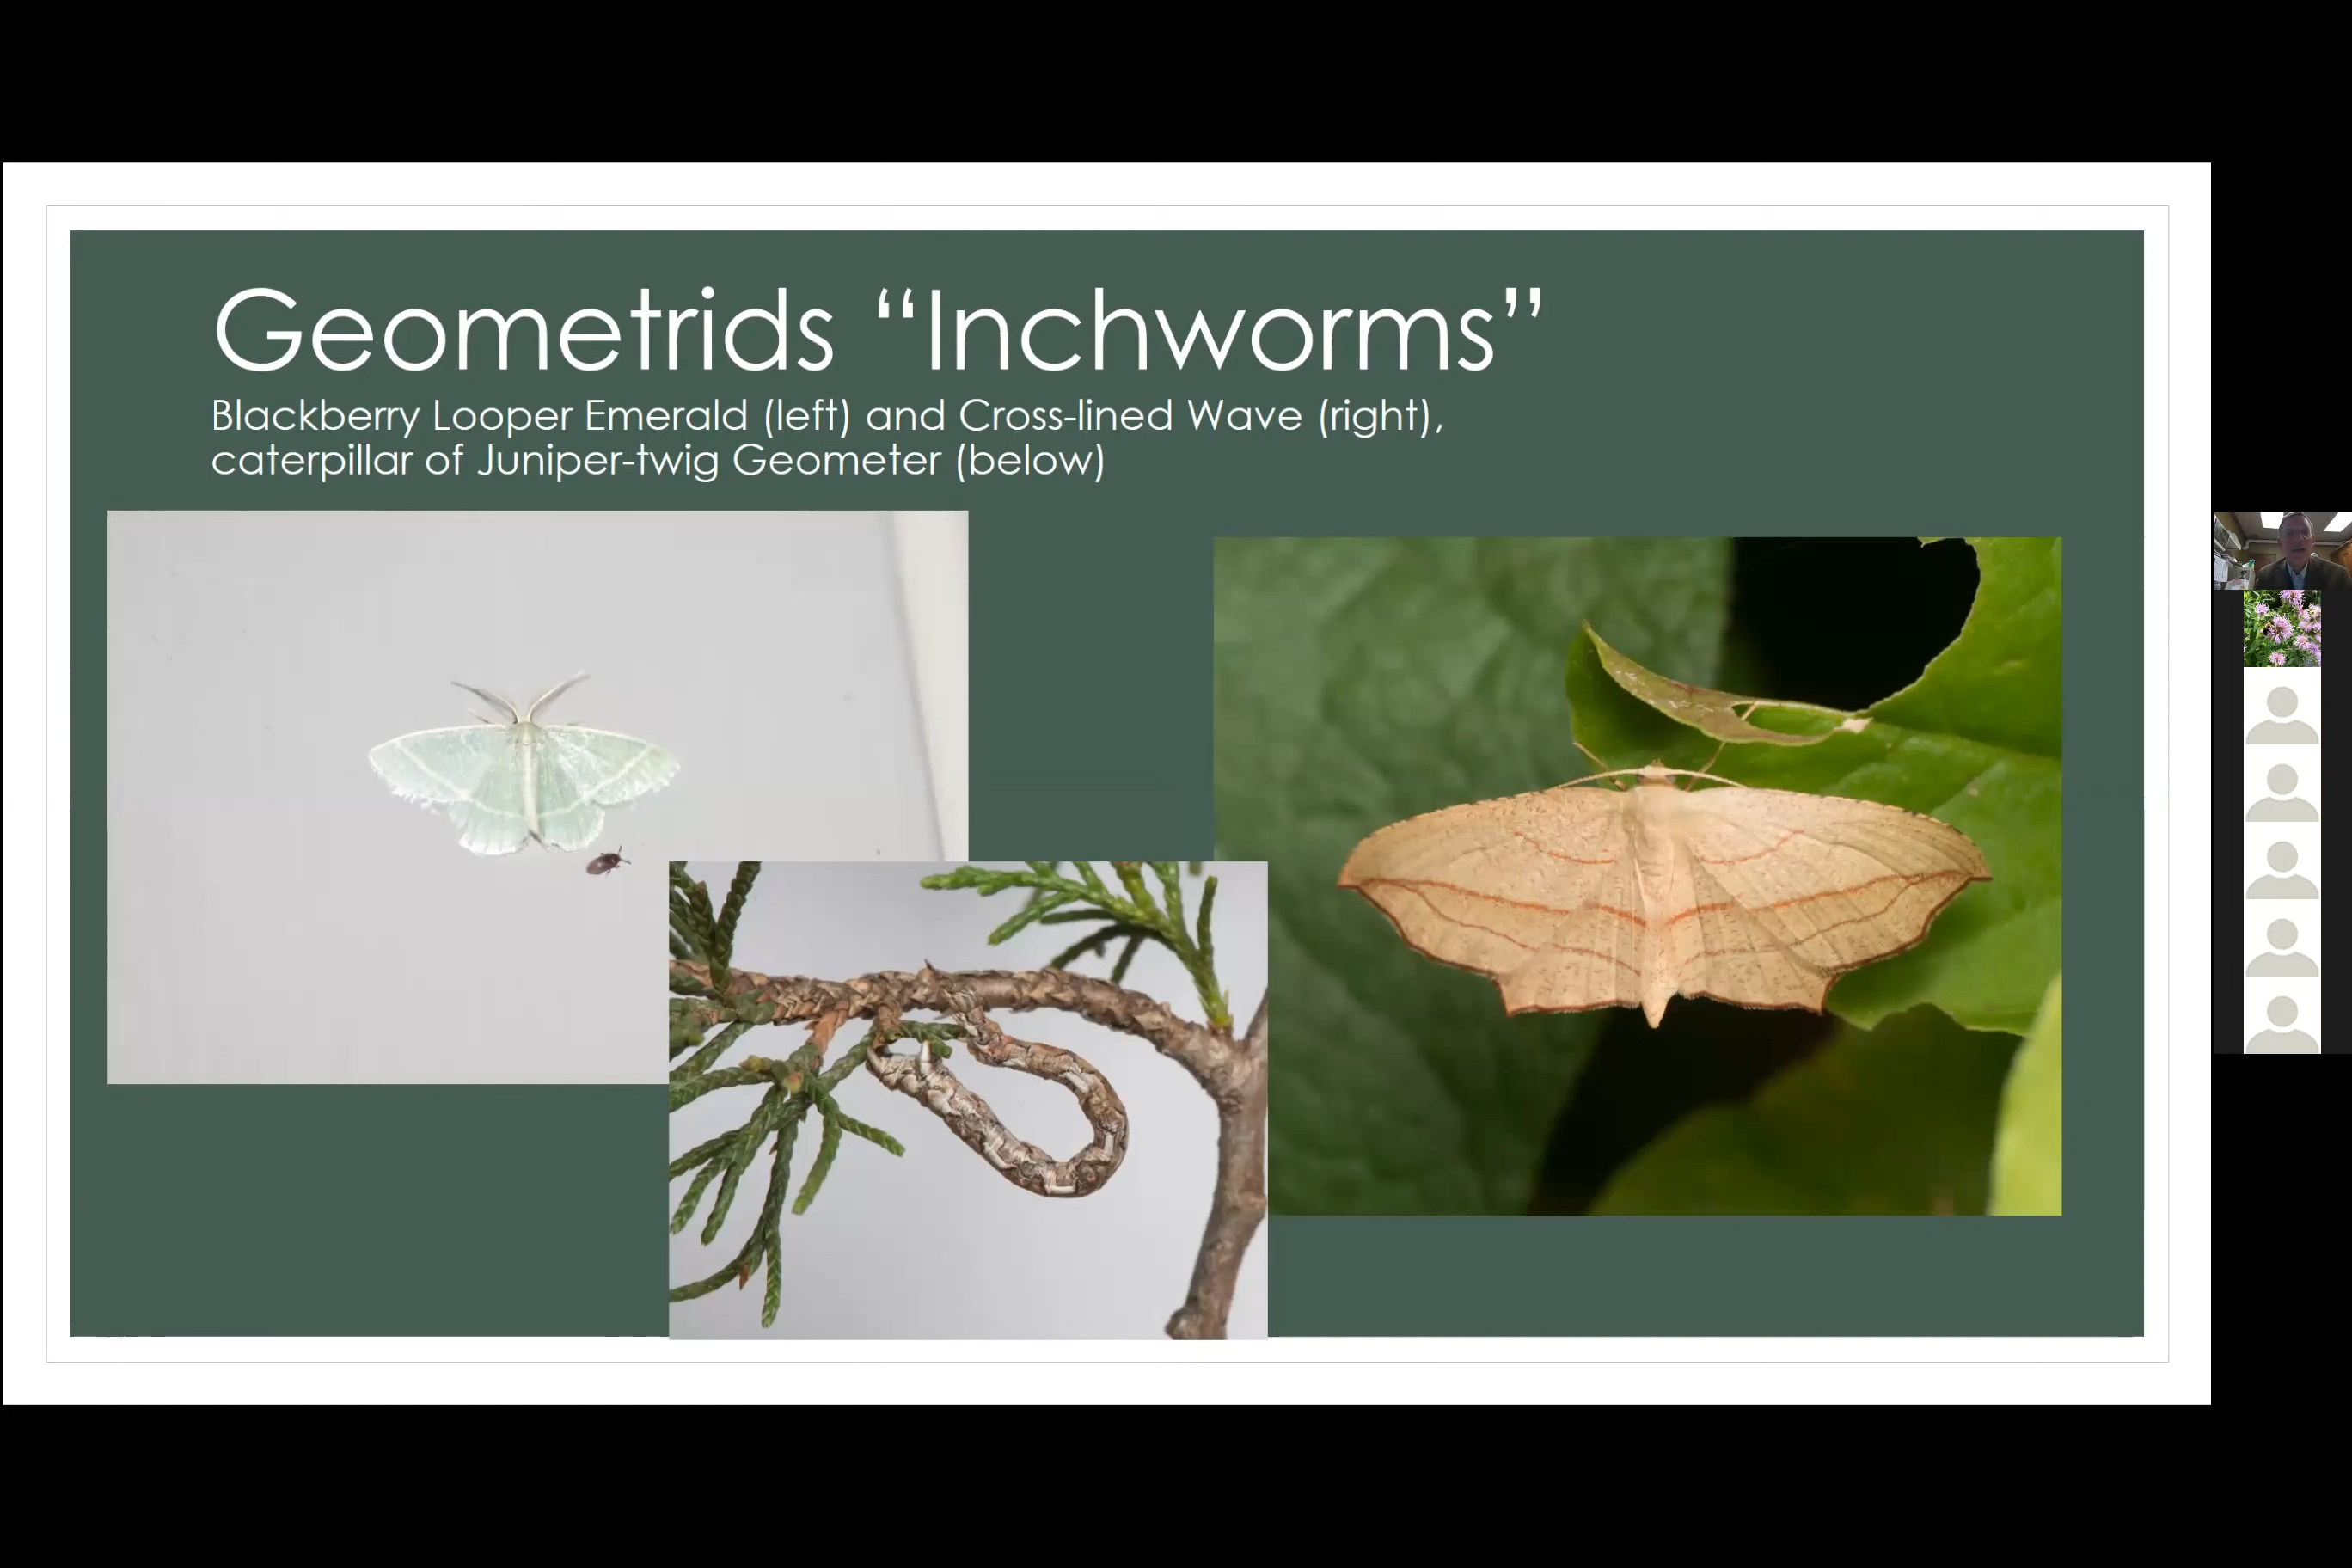 Geometrids “Inchworms”
Blackberry Looper Emerald (left) and Cross-lined Wave (right),
caterpillar of Juniper-twig Geometer (below)